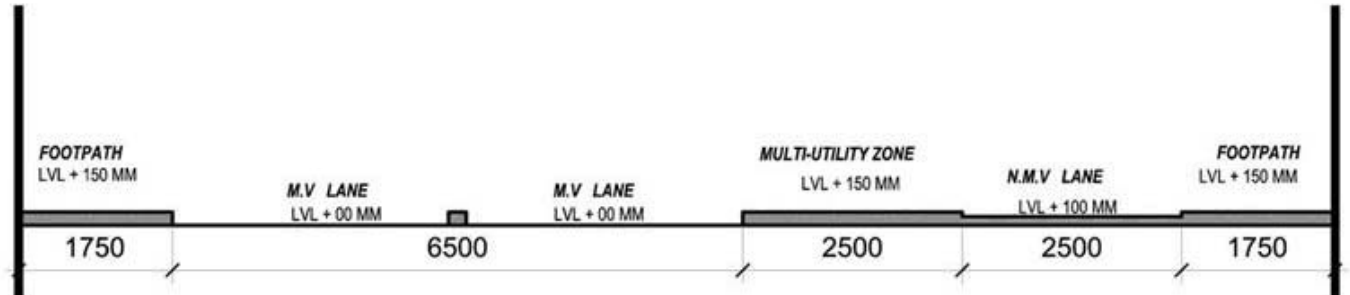 FOOTPATH
LVL + 150 MM
M.V LANE
LVL + 00 MM
M.V LANE
LVL + 00 MM
MULTI-UTILITY ZONE
LVL + 150 MM
N.M.V LANE
LVL + 100 MM
FOOTPATH
LVL + 150 MM
1750 6500 2500 2500 1750